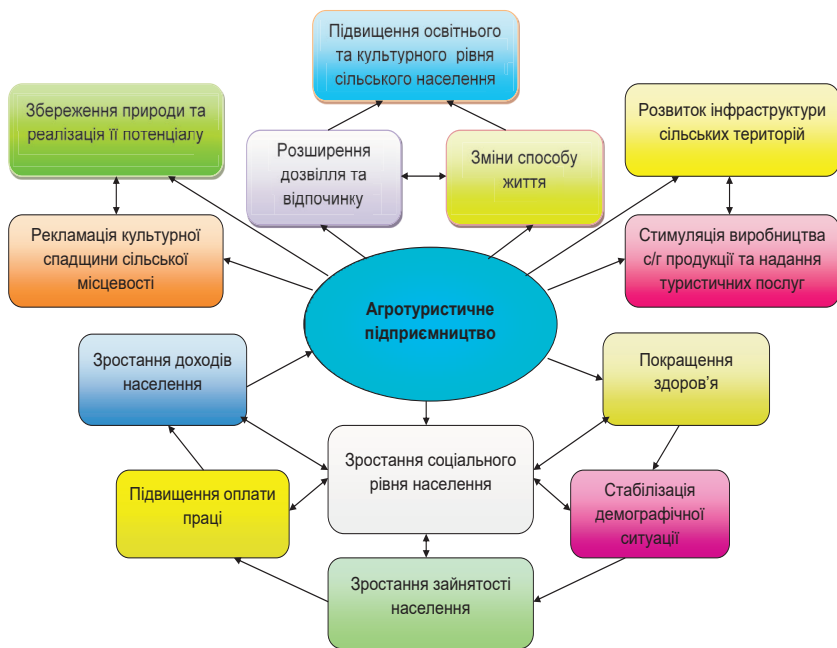 Підвищення освітнього
та культурного рівня
сільського населення
Збереження природи та
реалізація її потенціалу
Розвиток інфраструктури
сільських територій
Розширення
дозвілля та
відпочинку
Зміни способу
життя
Рекламація культурної
спадщини сільської
місцевості
Стимуляція виробництва
с/г продукції та надання
туристичних послуг
Агротуристичне
підприємництво
Зростання доходів
населення
Покращення
здоров’я
Зростання соціального
рівня населення
Підвищення оплати
праці
Стабілізація
демографічної
ситуації
Зростання зайнятості
населення